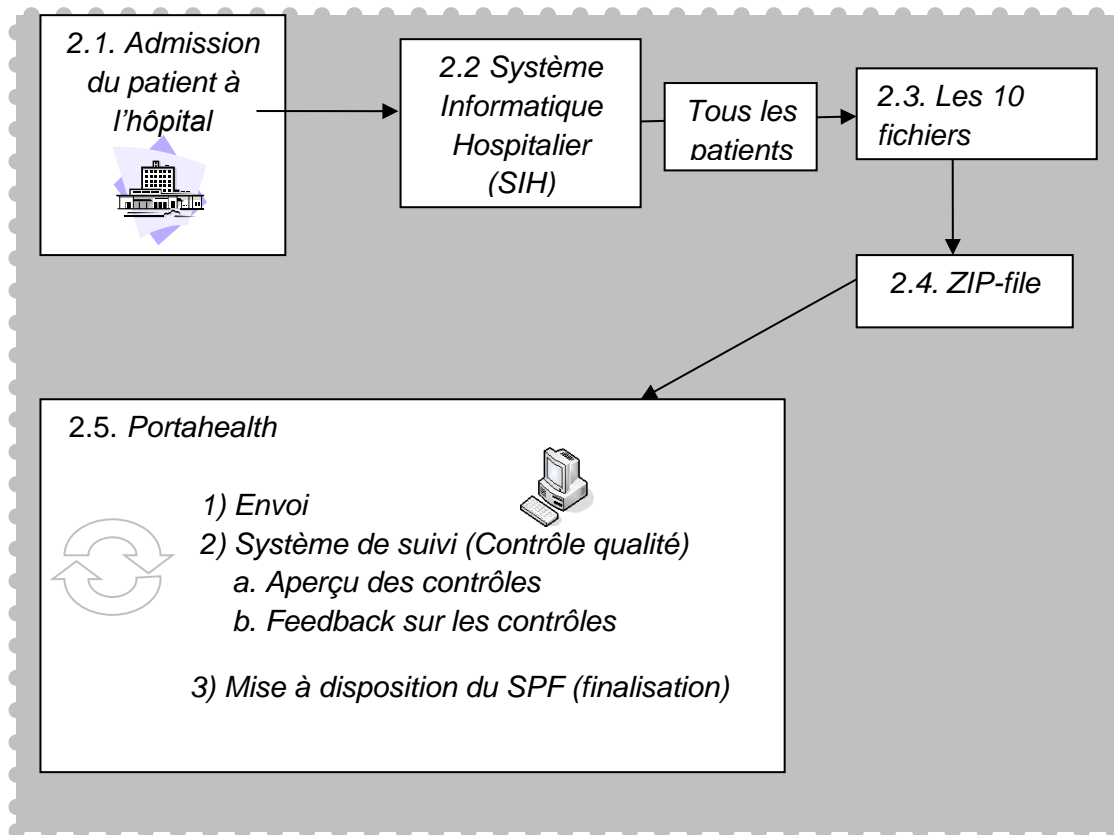 2.1. Admission
du patient à
l'hôpital
2.2 Système
Informatique
Hospitalier
(SIH)
Tous les
patients
2.3. Les 10
fichiers
2.4. ZIP-file
2.5. Portahealth
1) Envoi
2) Système de suivi (Contrôle qualité)
a. Aperçu des contrôles
b. Feedback sur les contrôles
3) Mise à disposition du SPF (finalisation)